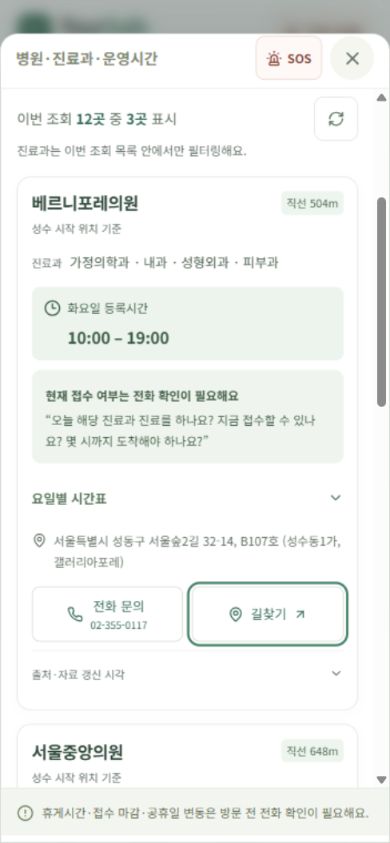 병원·진료과·운영시간
SOS
이번 조회 12곳 중 3곳 표시
진료과는 이번 조회 목록 안에서만 필터링해요.
베르니포레의원
직선 504m
성수 시작 위치 기준
진료과 가정의학과 · 내과 · 성형외과 · 피부과
화요일 등록시간
10:00 – 19:00
현재 접수 여부는 전화 확인이 필요해요
“오늘 해당 진료과 진료를 하나요? 지금 접수할 수 있나
요? 몇 시까지 도착해야 하나요?”
요일별 시간표
서울특별시 성동구 서울숲2길 32-14, B107호 (성수동1가,
갤러리아포레)
전화 문의
02-355-0117
길찾기
출처·자료 갱신 시각
서울중앙의원
직선 648m
성수 시작 위치 기준
휴게시간·접수 마감·공휴일 변동은 방문 전 전화 확인이 필요해요.